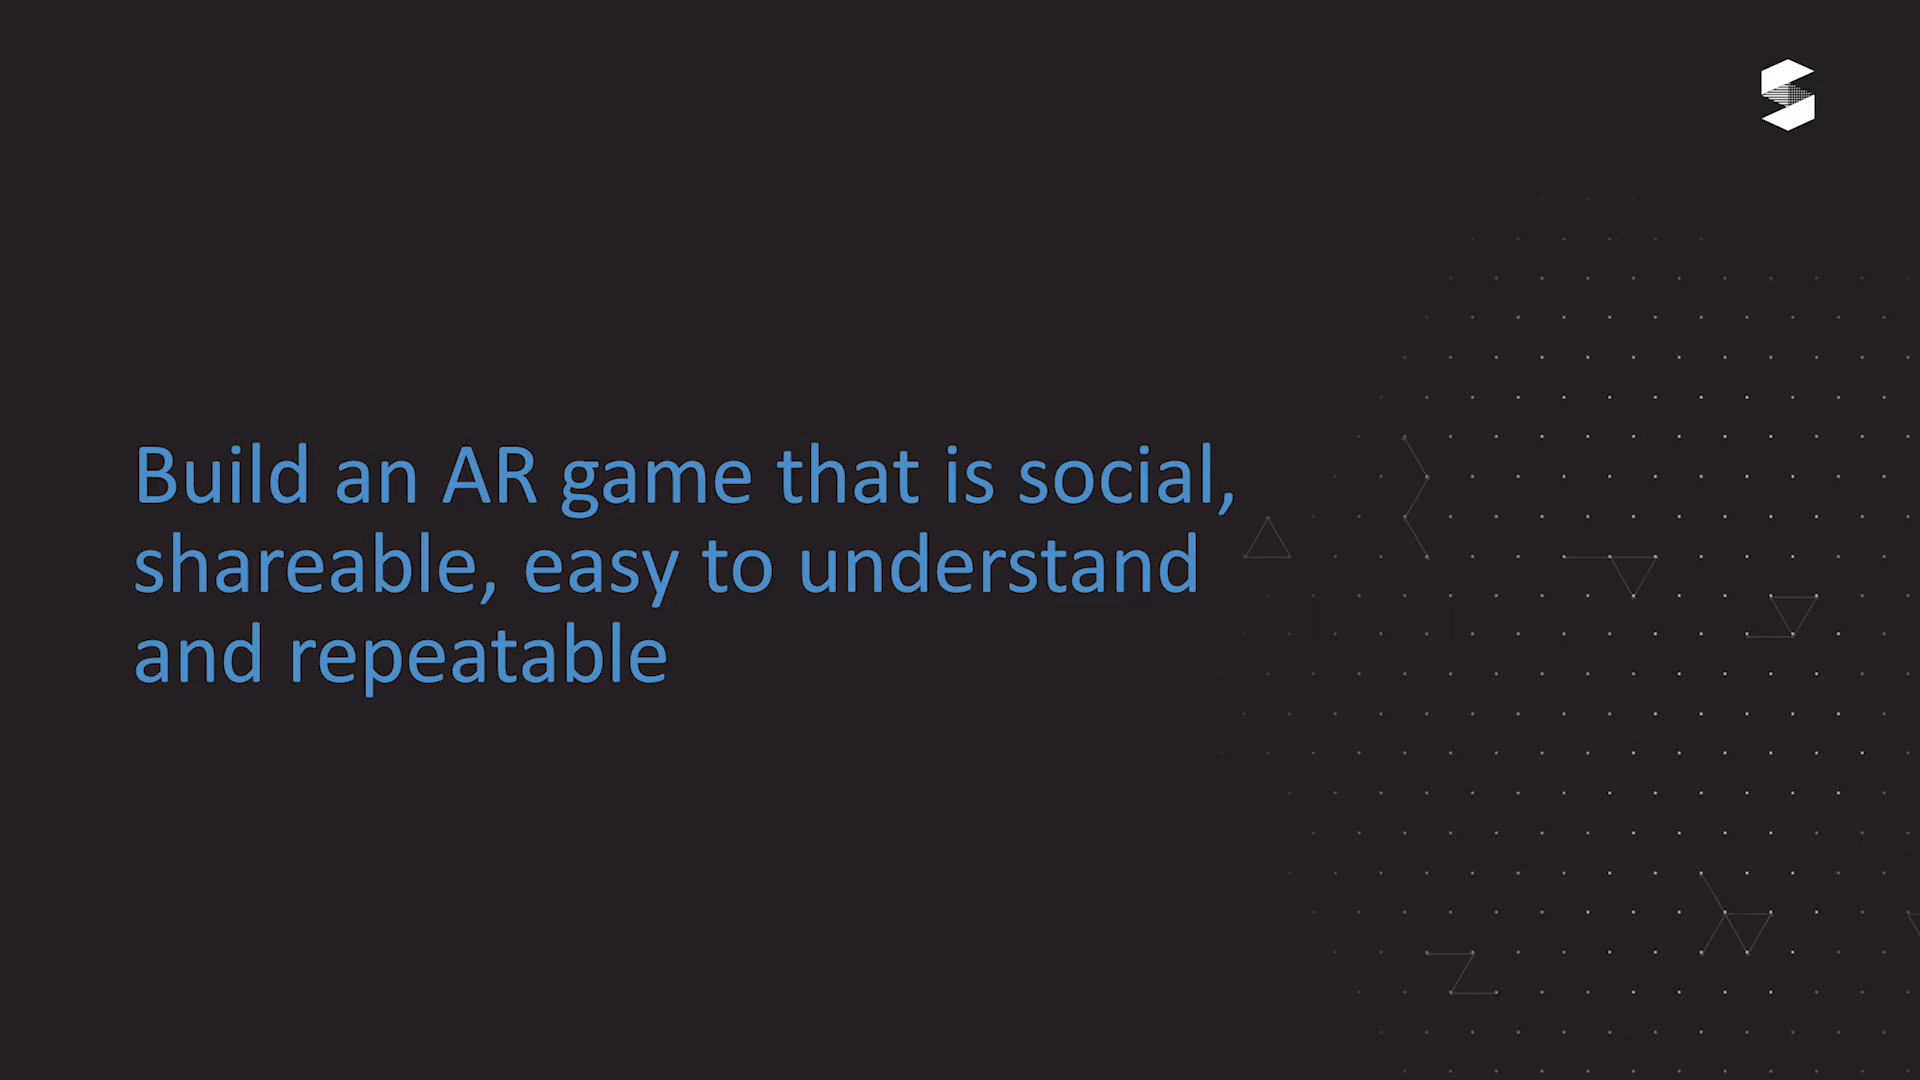 Build an AR game that is social,
shareable, easy to understand
and repeatable